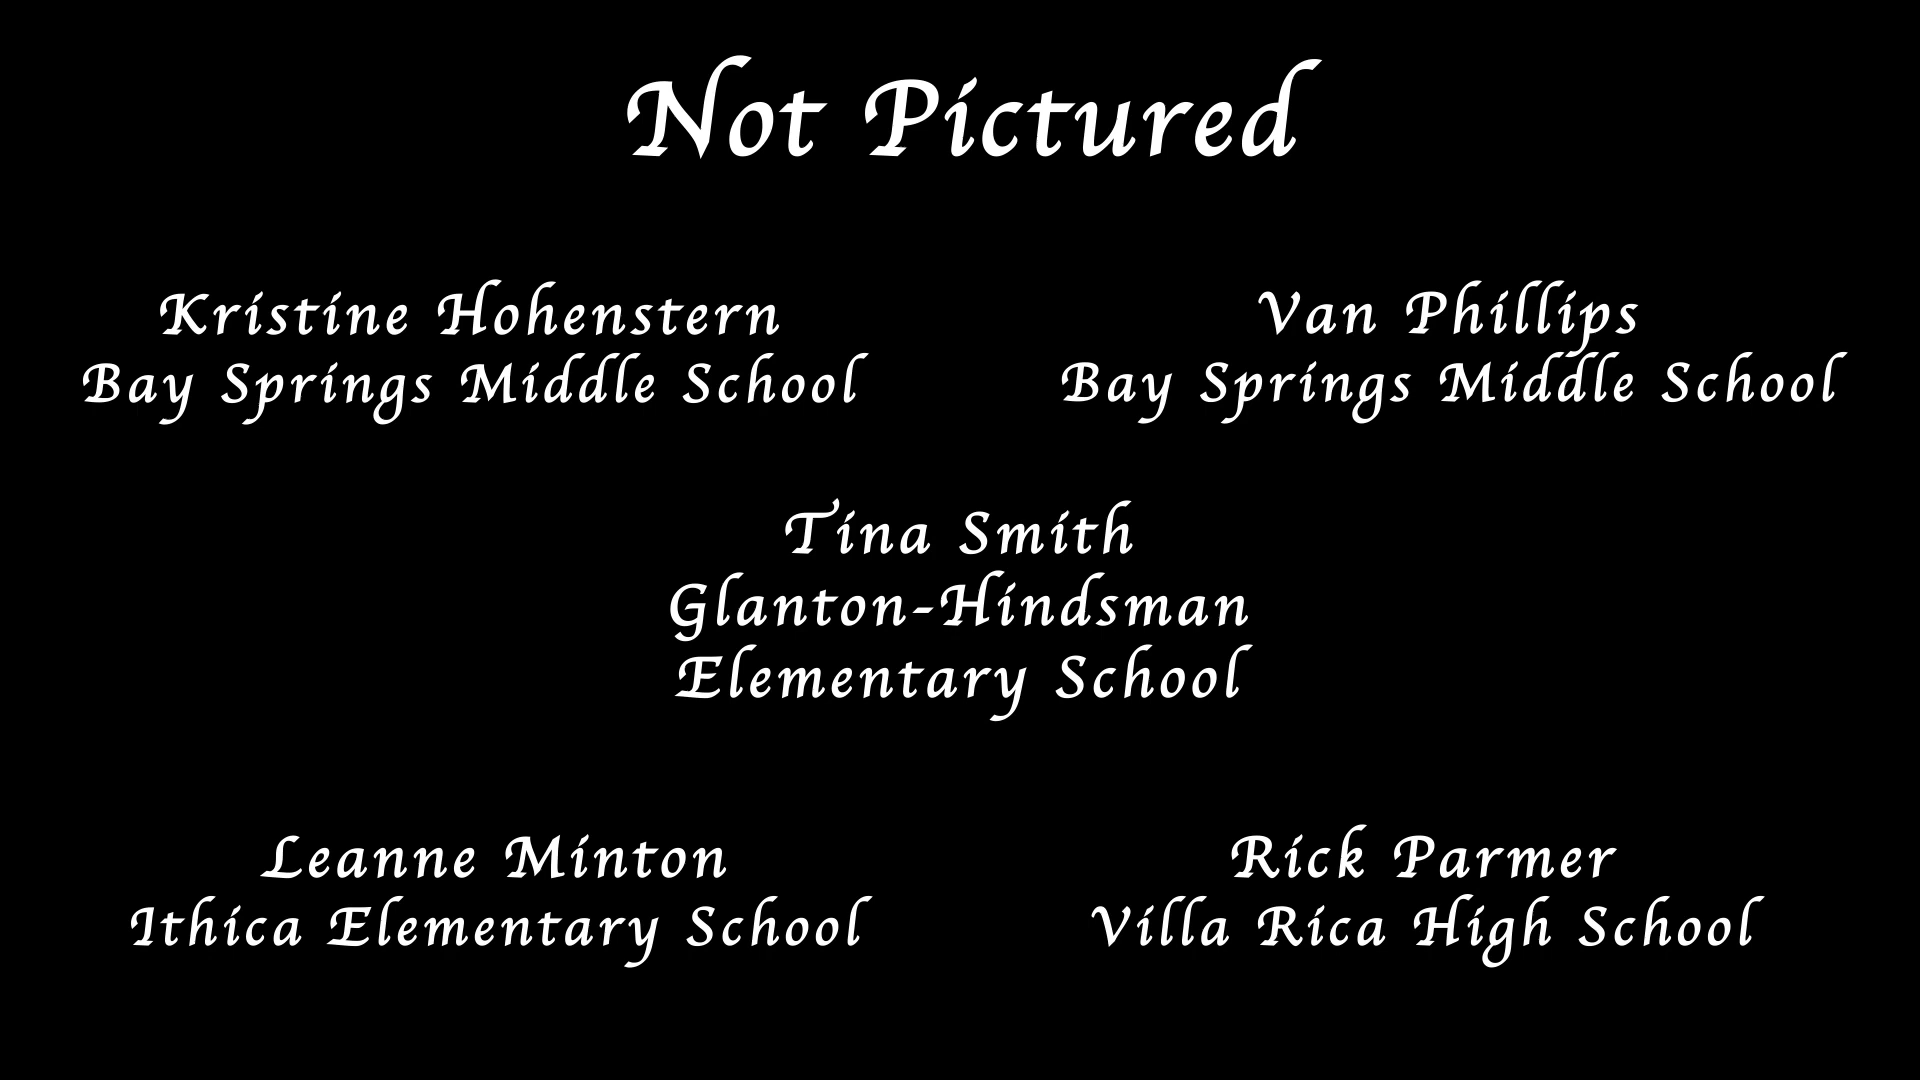 Not Pictured
Kristine Hohenstern
Bay Springs Middle School
Van Phillips
Bay Springs Middle School
Tina Smith
Glanton-Hindsman
Elementary School
Leanne Minton
Ithica Elementary School
Rick Parmer
Villa Rica High School